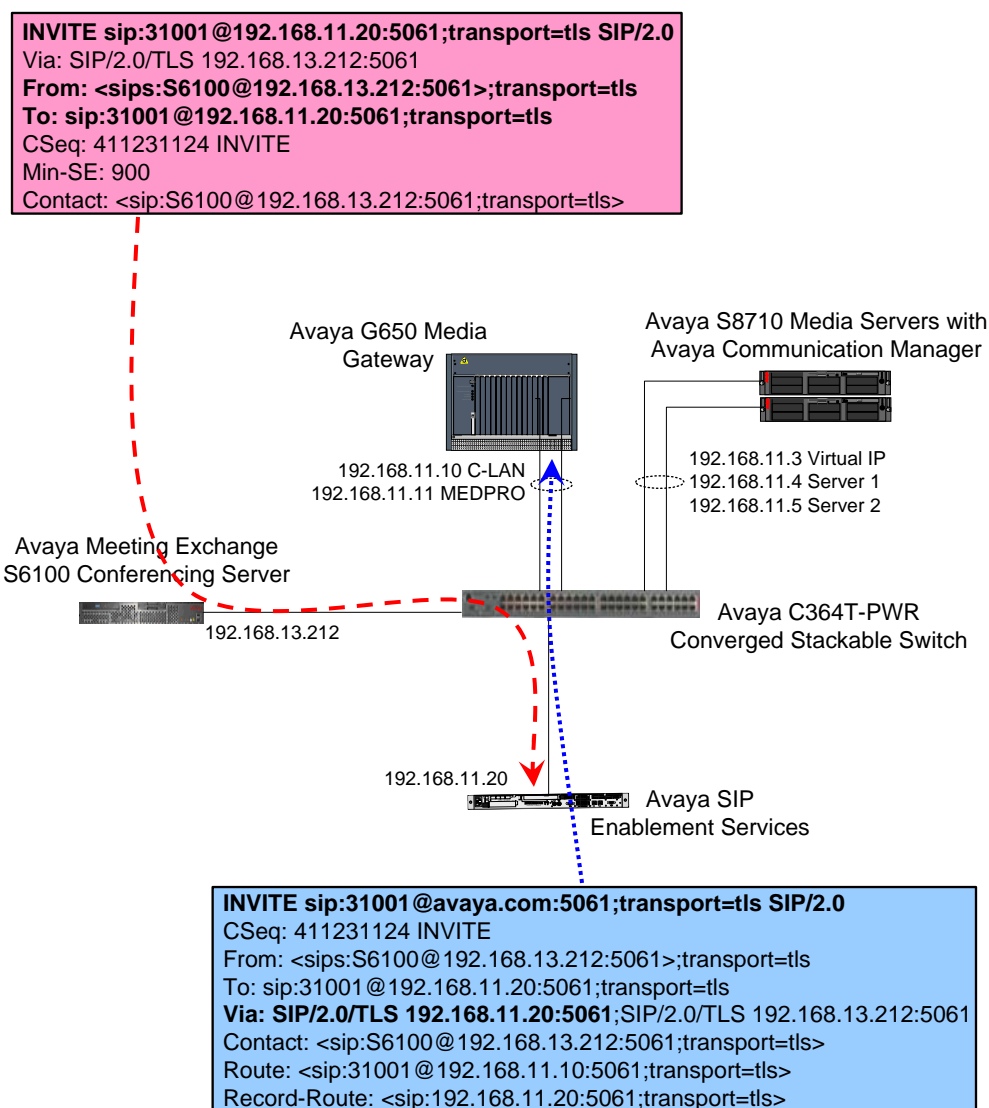 INVITE sip:31001@192.168.11.20:5061;transport=tls SIP/2.0
Via: SIP/2.0/TLS 192.168.13.212:5061
From: <sips:S6100@192.168.13.212:5061>;transport=tls
To: sip:31001@192.168.11.20:5061;transport=tls
CSeq: 411231124 INVITE
Min-SE: 900
Contact: <sip:S6100@192.168.13.212:5061;transport=tls>
Avaya G650 Media
Gateway
Avaya S8710 Media Servers with
Avaya Communication Manager
192.168.11.10 C-LAN
192.168.11.11 MEDPRO
192.168.11.3 Virtual IP
192.168.11.4 Server 1
192.168.11.5 Server 2
Avaya Meeting Exchange
S6100 Conferencing Server
192.168.13.212
Avaya C364T-PWR
Converged Stackable Switch
192.168.11.20
Avaya SIP
Enablement Services
INVITE sip:31001@avaya.com:5061;transport=tls SIP/2.0
CSeq: 411231124 INVITE
From: <sips:S6100@192.168.13.212:5061>;transport=tls
To: sip:31001@192.168.11.20:5061;transport=tls
Via: SIP/2.0/TLS 192.168.11.20:5061;SIP/2.0/TLS 192.168.13.212:5061
Contact: <sip:S6100@192.168.13.212:5061;transport=tls>
Route: <sip:31001@192.168.11.10:5061;transport=tls>
Record-Route: <sip:192.168.11.20:5061;transport=tls>